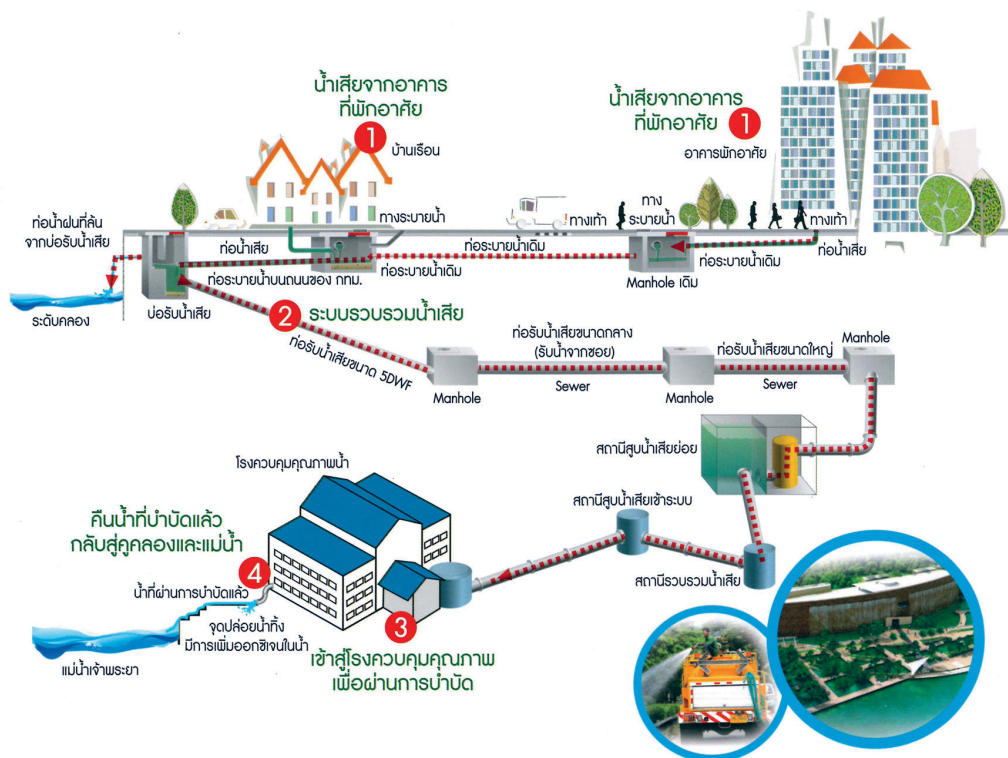 น้ำเสียจากอาคาร
ที่พักอาศัย
1
บ้านเรือน
น้ำเสียจากอาคาร
ที่พักอาศัย
1
อาคารพักอาศัย
ท่อน้ำฝนที่ล้น
จากบ่อรับน้ำเสีย
ทางระบายน้ำ
ทางเท้า
ทาง
ระบายน้ำ
ทางเท้า
ท่อน้ำเสีย
ท่อระบายน้ำเดิม
ท่อระบายน้ำบนถนนของ กทม.
ท่อระบายน้ำเดิม
Manhole เดิม
ท่อระบายน้ำเดิม
ท่อน้ำเสีย
ระดับคลอง
บ่อรับน้ำเสีย
2
ระบบรวบรวมน้ำเสีย
ท่อรับน้ำเสียขนาด 5DWF
Manhole
ท่อรับน้ำเสียขนาดกลาง
(รับน้ำจากซอย)
Sewer
Manhole
ท่อรับน้ำเสียขนาดใหญ่
Sewer
Manhole
สถานีสูบน้ำเสียย่อย
สถานีสูบน้ำเสียเข้าระบบ
สถานีรวบรวมน้ำเสีย
โรงควบคุมคุณภาพน้ำ
คืนน้ำที่บำบัดแล้ว
กลับสู่คูคลองและแม่น้ำ
4
น้ำที่ผ่านการบำบัดแล้ว
จุดปล่อยน้ำทิ้ง
มีการเพิ่มออกซิเจนในน้ำ
แม่น้ำเจ้าพระยา
3
เข้าสู่โรงควบคุมคุณภาพ
เพื่อผ่านการบำบัด